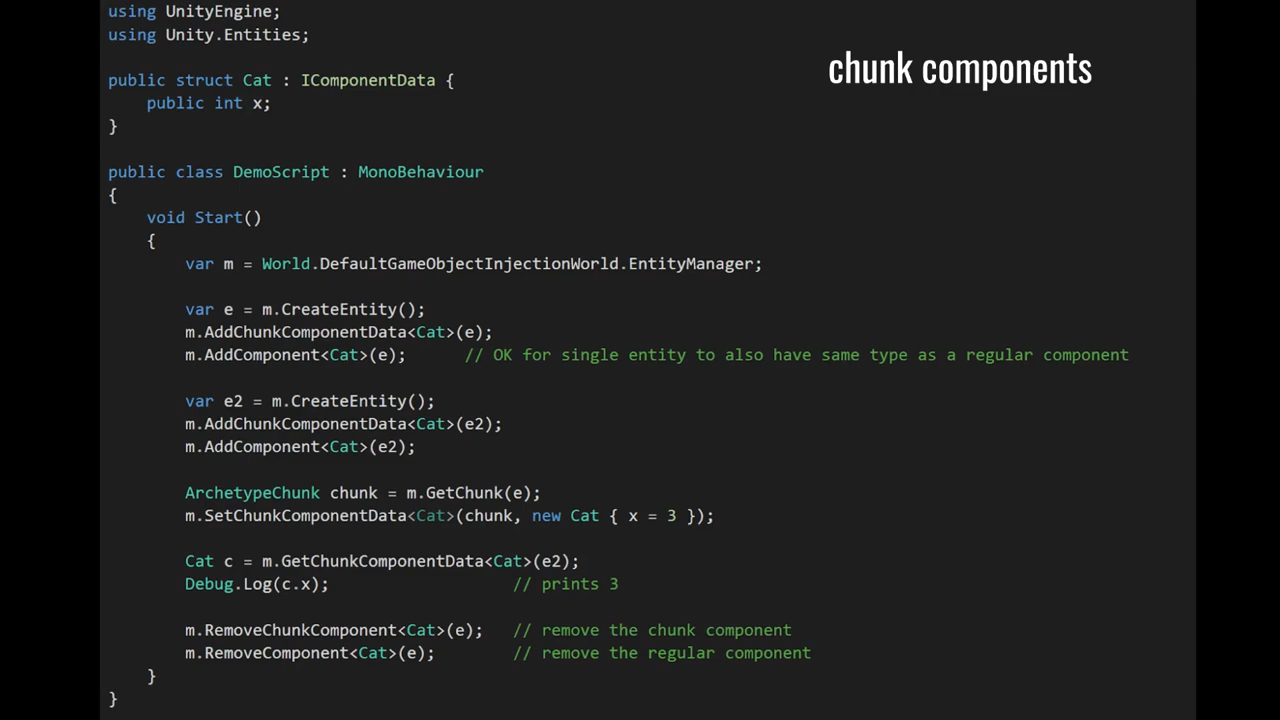 using UnityEngine;
using Unity.Entities;
chunk components
public struct Cat : IComponentData {
    public int x;
}
public class DemoScript : MonoBehaviour
{
    void Start()
    {
        var m = World.DefaultGameObjectInjectionWorld.EntityManager;
        var e = m.CreateEntity();
        m.AddChunkComponentData<Cat>(e);
        m.AddComponent<Cat>(e);      // OK for single entity to also have same type as a regular component
        var e2 = m.CreateEntity();
        m.AddChunkComponentData<Cat>(e2);
        m.AddComponent<Cat>(e2);
        ArchetypeChunk chunk = m.GetChunk(e);
        m.SetChunkComponentData<Cat>(chunk, new Cat { x = 3 });
        Cat c = m.GetChunkComponentData<Cat>(e2);
        Debug.Log(c.x);                   // prints 3
        m.RemoveChunkComponent<Cat>(e);   // remove the chunk component
        m.RemoveComponent<Cat>(e);        // remove the regular component
    }
}